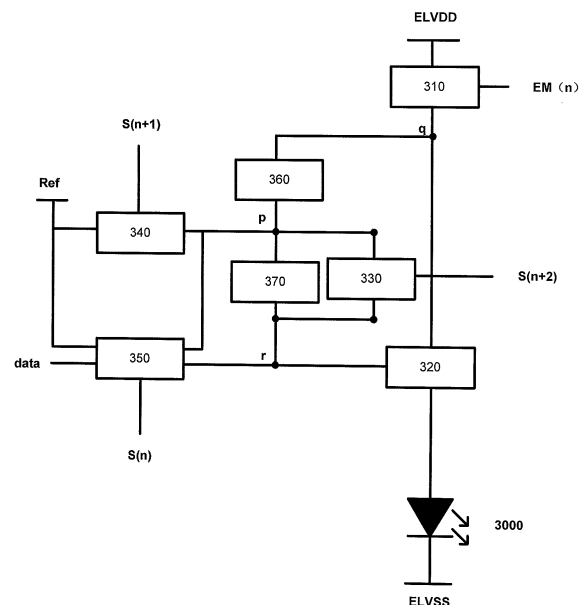 ELVDD
310
EM（n）
S(n+1)
q
360
Ref
p
340
370
330
S(n+2)
350
data
r
320
S(n)
3000
ELVSS